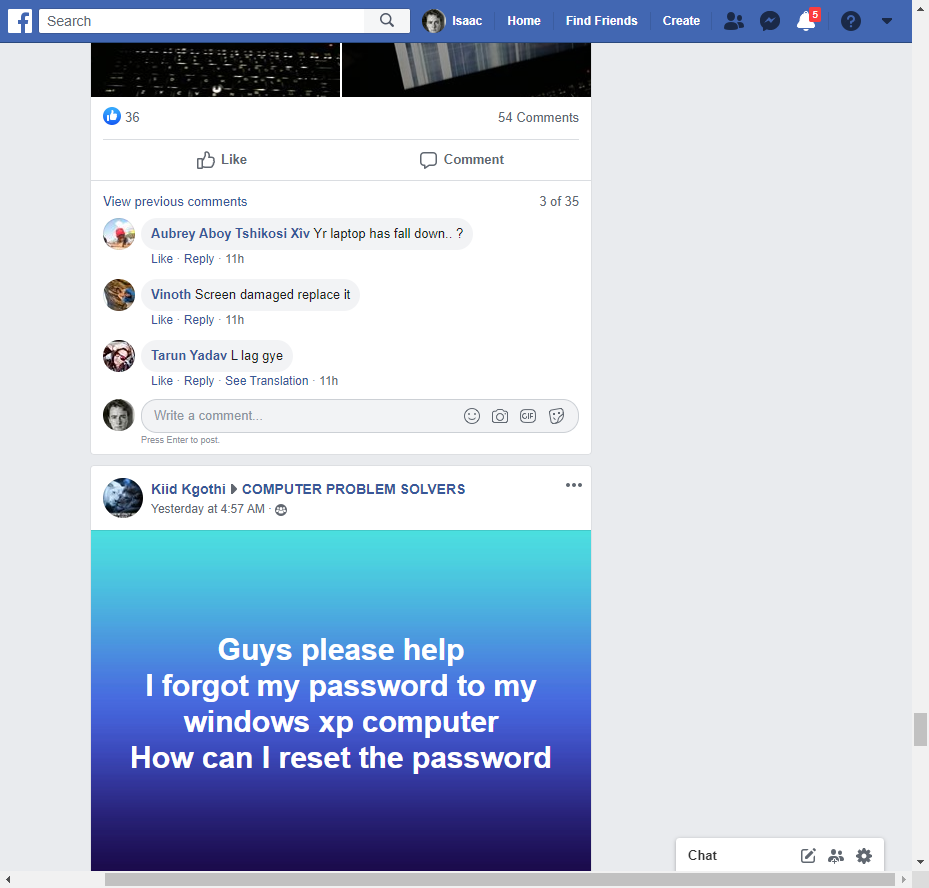 Search
Isaac
Home
Find Friends
Create
5
36
54 Comments
Like
Comment
View previous comments
3 of 35
Aubrey Aboy Tshikosi Xiv Yr laptop has fall down.. ?
Like · Reply · 11h
Vinoth Screen damaged replace it
Like · Reply · 11h
Tarun Yadav L lag gye
Like · Reply · See Translation · 11h
Write a comment...
GIF
Press Enter to post.
Kiid Kgothi COMPUTER PROBLEM SOLVERS
Yesterday at 4:57 AM ·
Guys please help
I forgot my password to my
windows xp computer
How can I reset the password
Chat